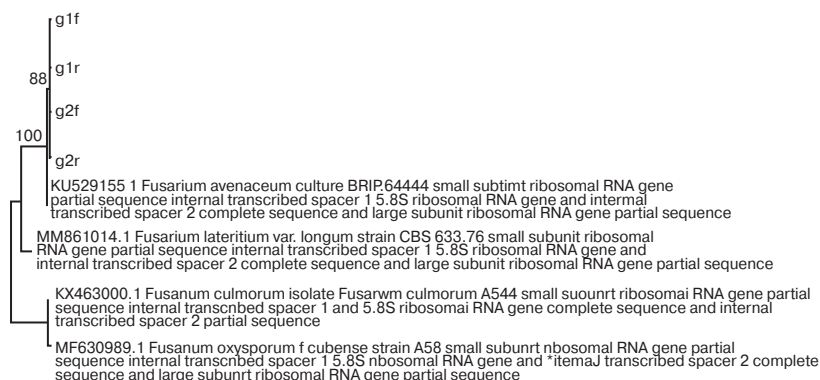 g1f
g1r
88
g2f
100
g2r
KU529155 1 Fusarium avenaceum culture BRIP.64444 small subtimt ribosomal RNA gene
partial sequence internal transcribed spacer 1 5.8S ribosomal RNA gene and intermal
transcribed spacer 2 complete sequence and large subunit ribosomal RNA gene partial sequence
MM861014.1 Fusarium lateritium var. longum strain CBS 633.76 small subunit ribosomal
RNA gene partial sequence internal transcribed spacer 1 5.8S ribosomal RNA gene and
internal transcribed spacer 2 complete sequence and large subunit ribosomal RNA gene partial sequence
KX463000.1 Fusanum culmorum isolate Fusarwm culmorum A544 small suounrt ribosomai RNA gene partial
sequence internal transcnbed spacer 1 and 5.8S ribosomai RNA gene complete sequence and internal
transcribed spacer 2 partial sequence
MF630989.1 Fusanum oxysporum f cubense strain A58 small subunrt nbosomal RNA gene partial
sequence internal transcnbed spacer 1 5.8S nbosomal RNA gene and *itemaJ transcribed spacer 2 complete
sequence and large subunrt ribosomal RNA gene partial sequence